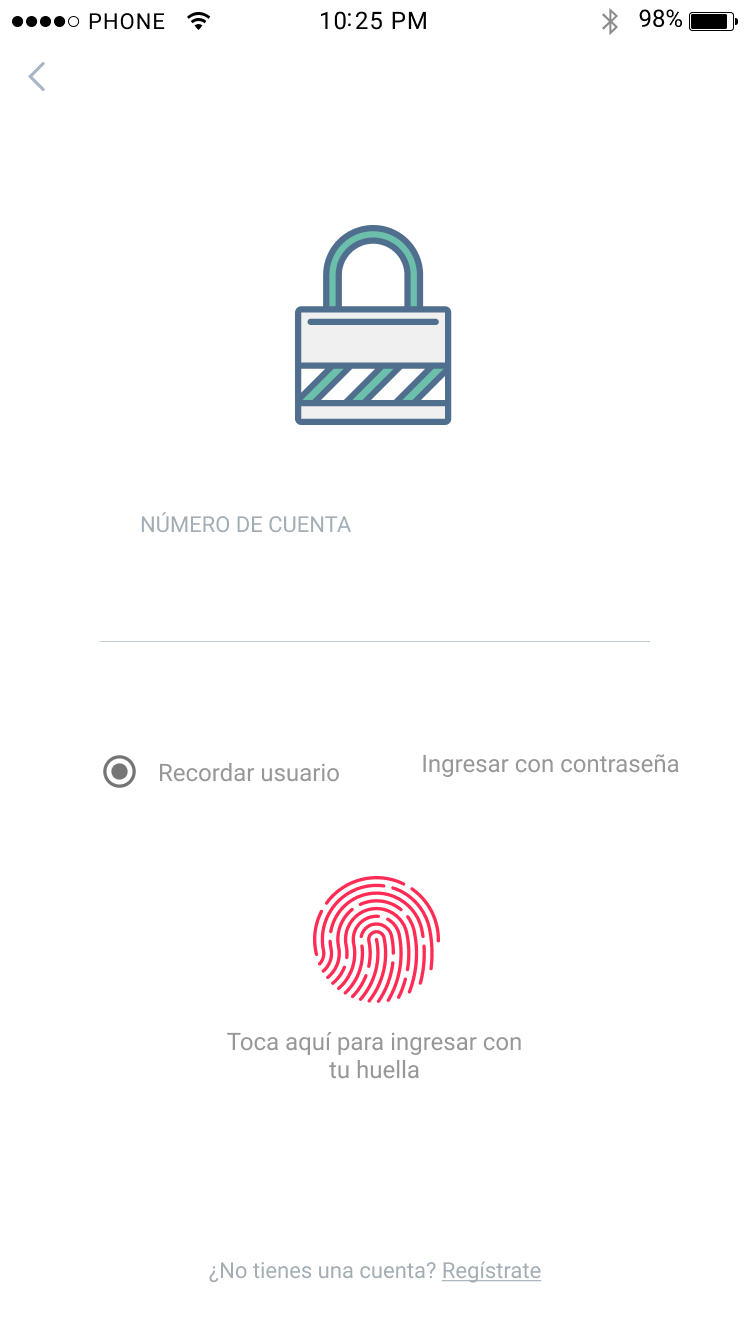 PHONE 10:25 PM 98%
NÚMERO DE CUENTA
Recordar usuario Ingresar con contraseña
Toca aquí para ingresar con
tu huella
¿No tienes una cuenta? Regístrate